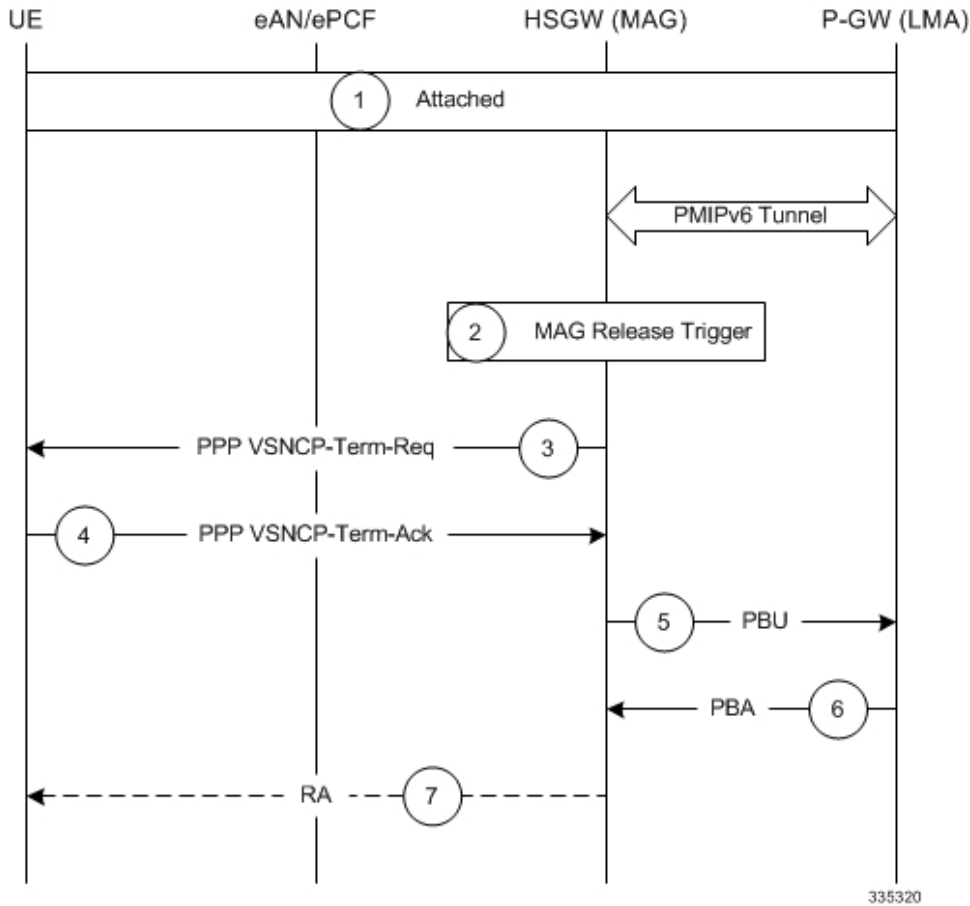 UE
eAN/ePCF
HSGW (MAG)
P-GW (LMA)
1
Attached
PMIPv6 Tunnel
2
MAG Release Trigger
PPP VSNCP-Term-Req
3
4
PPP VSNCP-Term-Ack
5
PBU
PBA
6
RA
7
335320